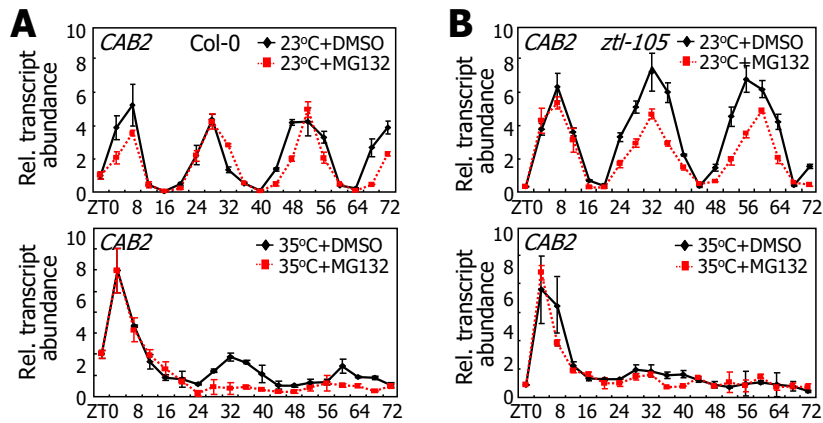 A
CAB2 Col-0
23°C+DMSO
23°C+MG132
Rel. transcript
abundance
10
8
6
4
2
0
ZT0 8 16 24 32 40 48 56 64 72
CAB2
35°C+DMSO
35°C+MG132
Rel. transcript
abundance
10
8
6
4
2
0
ZT0 8 16 24 32 40 48 56 64 72
B
CAB2 ztl-105
23°C+DMSO
23°C+MG132
Rel. transcript
abundance
10
8
6
4
2
0
ZT0 8 16 24 32 40 48 56 64 72
CAB2
35°C+DMSO
35°C+MG132
Rel. transcript
abundance
10
8
6
4
2
0
ZT0 8 16 24 32 40 48 56 64 72